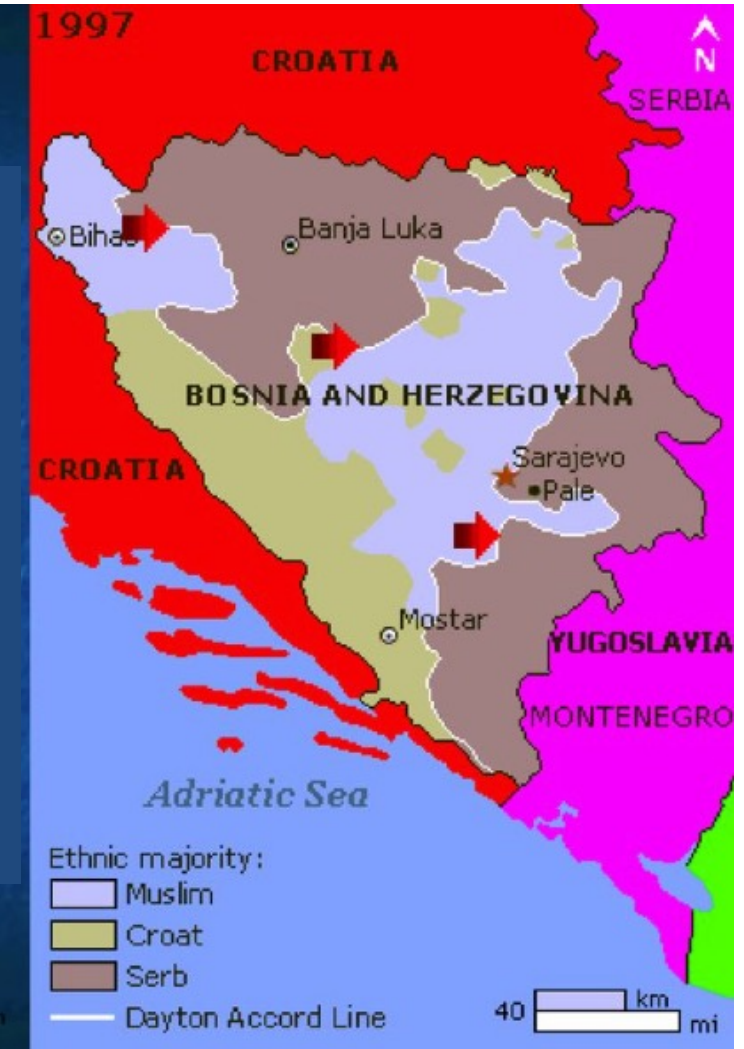 1997
N
CROATIA
SERBIA
Banja Luka
BOSNIA AND HERZEGOVINA
CROATIA
Sarajevo
Pale
Mostar
YUGOSLAVIA
MONTENEGRO
Adriatic Sea
Ethnic majority:
Muslim
Croat
Serb
Dayton Accord Line
40 km
mi